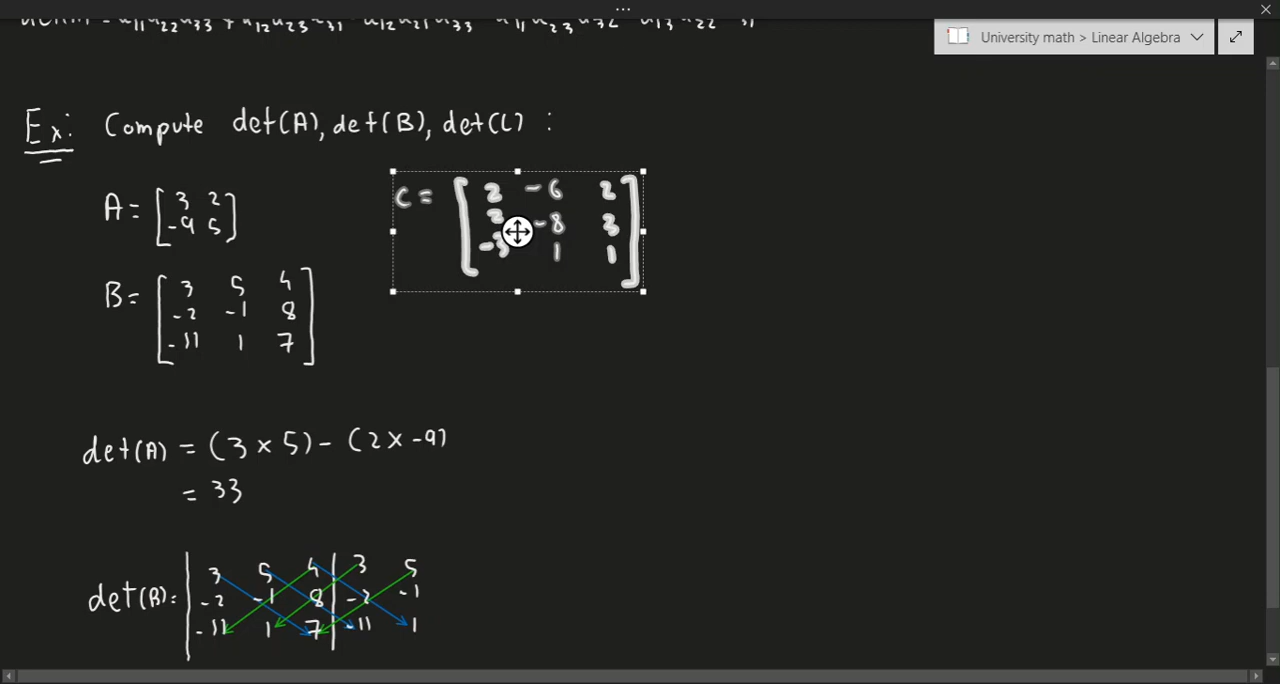 University math > Linear Algebra
Ex: Compute det(A), det(B), det(C) :
A = [ 3 2
-9 5 ]
C = [ 2 -6 2
2 -8 3
-3 1 1 ]
B = [ 3 5 4
-2 -1 8
-11 1 7 ]
det(A) = (3 × 5) - (2 × -9)
= 33
det(B) = | 3 5 4 | 3 5
-2 -1 8 | -2 -1
-11 1 7 | -11 1